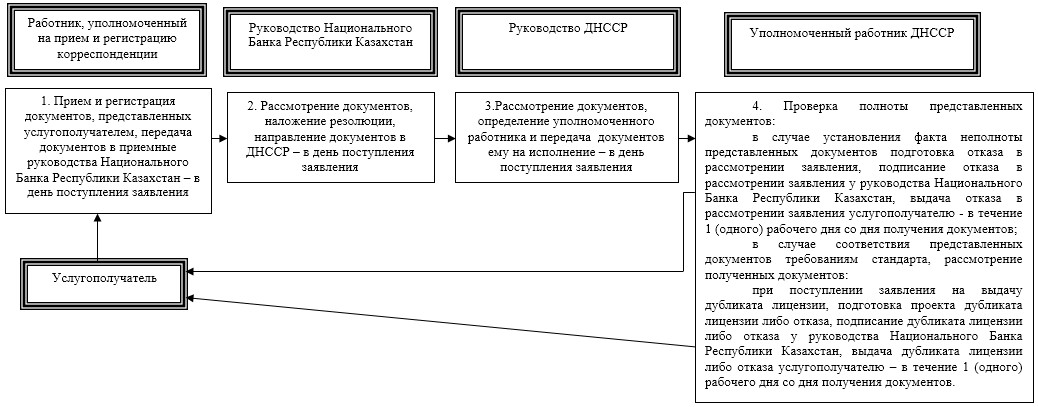 Работник, уполномоченный
на прием и регистрацию
корреспонденции
Руководство Национального
Банка Республики Казахстан
Руководство ДНССР
Уполномоченный работник ДНССР
1. Прием и регистрация
документов, представленных
услугополучателем, передача
документов в приемные
руководства Национального
Банка Республики Казахстан – в
день поступления заявления
2. Рассмотрение документов,
наложение резолюции,
направление документов в
ДНССР – в день поступления
заявления
3.Рассмотрение документов,
определение уполномоченного
работника и передача документов
ему на исполнение – в день
поступления заявления
4. Проверка полноты представленных
документов:
в случае установления факта неполноты
представленных документов подготовка отказа в
рассмотрении заявления, подписание отказа в
рассмотрении заявления у руководства Национального
Банка Республики Казахстан, выдача отказа в
рассмотрении заявления услугополучателю - в течение
1 (одного) рабочего дня со дня получения документов;
в случае соответствия представленных
документов требованиям стандарта, рассмотрение
полученных документов:
при поступлении заявления на выдачу
дубликата лицензии, подготовка проекта дубликата
лицензии либо отказа, подписание дубликата лицензии
либо отказа у руководства Национального Банка
Республики Казахстан, выдача дубликата лицензии
либо отказа услугополучателю – в течение 1 (одного)
рабочего дня со дня получения документов.
Услугополучатель